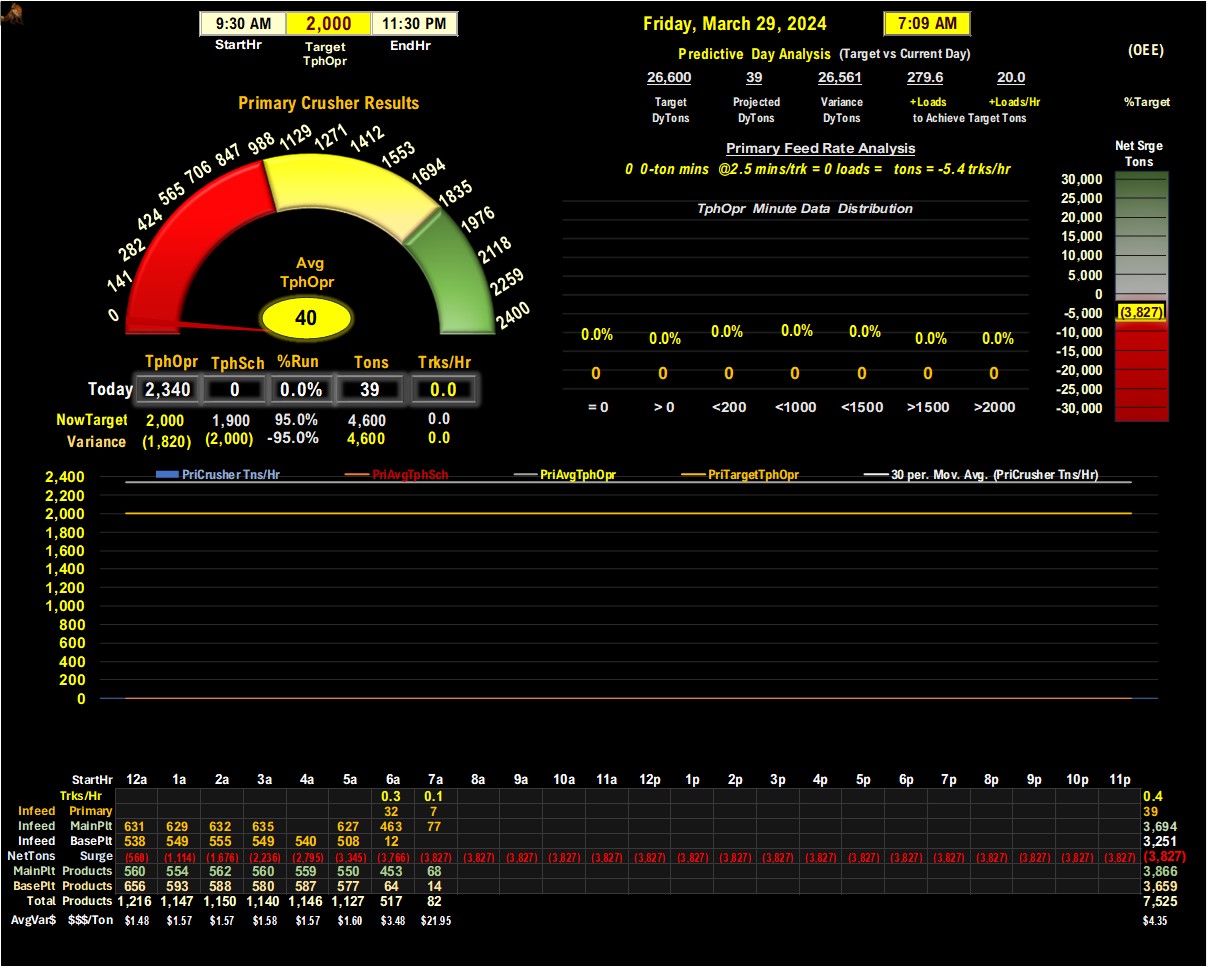 9:30 AM 2,000 11:30 PM
StartHr Target TphOpr EndHr
Friday, March 29, 2024 7:09 AM
Predictive Day Analysis (Target vs Current Day)
(OEE)
26,600 39 26,561 279.6 20.0
Target DyTons Projected DyTons Variance DyTons +Loads +Loads/Hr
to Achieve Target Tons
%Target
Primary Crusher Results
0 141 282 424 565 706 847 988 1129 1271 1412 1553 1694 1835 1976 2118 2259 2400
Avg
TphOpr
40
Primary Feed Rate Analysis
0 0-ton mins @2.5 mins/trk = 0 loads = tons = -5.4 trks/hr
TphOpr Minute Data Distribution
0.0% 0.0% 0.0% 0.0% 0.0% 0.0% 0.0%
0 0 0 0 0 0 0
= 0 > 0 <200 <1000 <1500 >1500 >2000
Net Srge
Tons
30,000
25,000
20,000
15,000
10,000
5,000
0
-5,000
(3,827)
-10,000
-15,000
-20,000
-25,000
-30,000
TphOpr TphSch %Run Tons Trks/Hr
Today 2,340 0 0.0% 39 0.0
NowTarget 2,000 1,900 95.0% 4,600 0.0
Variance (1,820) (2,000) -95.0% 4,600 0.0
PriCrusher Tns/Hr PriAvgTphSch PriAvgTphOpr PriTargetTphOpr 30 per. Mov. Avg. (PriCrusher Tns/Hr)
2,400
2,200
2,000
1,800
1,600
1,400
1,200
1,000
800
600
400
200
0
StartHr 12a 1a 2a 3a 4a 5a 6a 7a 8a 9a 10a 11a 12p 1p 2p 3p 4p 5p 6p 7p 8p 9p 10p 11p
Trks/Hr 0.3 0.1 0.4
Infeed Primary 32 7 39
Infeed MainPlt 631 629 632 635 627 463 77 3,694
Infeed BasePlt 538 549 555 549 540 508 12 3,251
NetTons Surge (560) (1,114) (1,676) (2,236) (2,795) (3,345) (3,766) (3,827) (3,827) (3,827) (3,827) (3,827) (3,827) (3,827) (3,827) (3,827) (3,827) (3,827) (3,827) (3,827) (3,827) (3,827) (3,827) (3,827) (3,827)
MainPlt Products 560 554 562 560 559 550 453 68 3,866
BasePlt Products 656 593 588 580 587 577 64 14 3,659
Total Products 1,216 1,147 1,150 1,140 1,146 1,127 517 82 7,525
AvgVar$ $$$/Ton $1.48 $1.57 $1.57 $1.58 $1.57 $1.60 $3.48 $21.95 $4.35